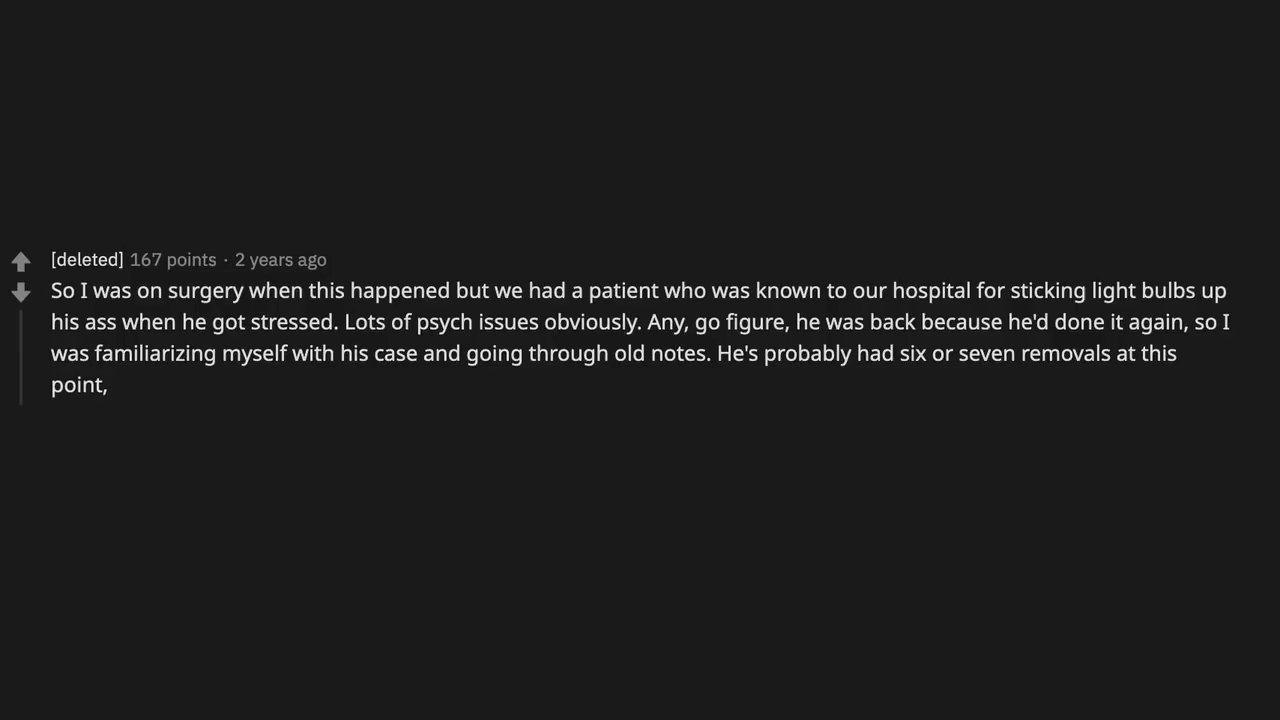 [deleted] 167 points · 2 years ago
So I was on surgery when this happened but we had a patient who was known to our hospital for sticking light bulbs up
his ass when he got stressed. Lots of psych issues obviously. Any, go figure, he was back because he'd done it again, so I
was familiarizing myself with his case and going through old notes. He's probably had six or seven removals at this
point,